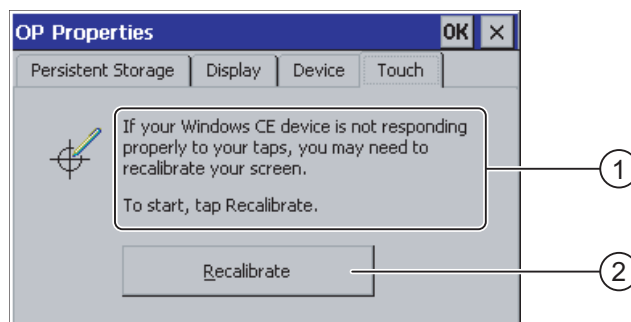 OP Properties OK ×
Persistent Storage Display Device Touch
If your Windows CE device is not responding
properly to your taps, you may need to
recalibrate your screen.
To start, tap Recalibrate.
1
Recalibrate
2